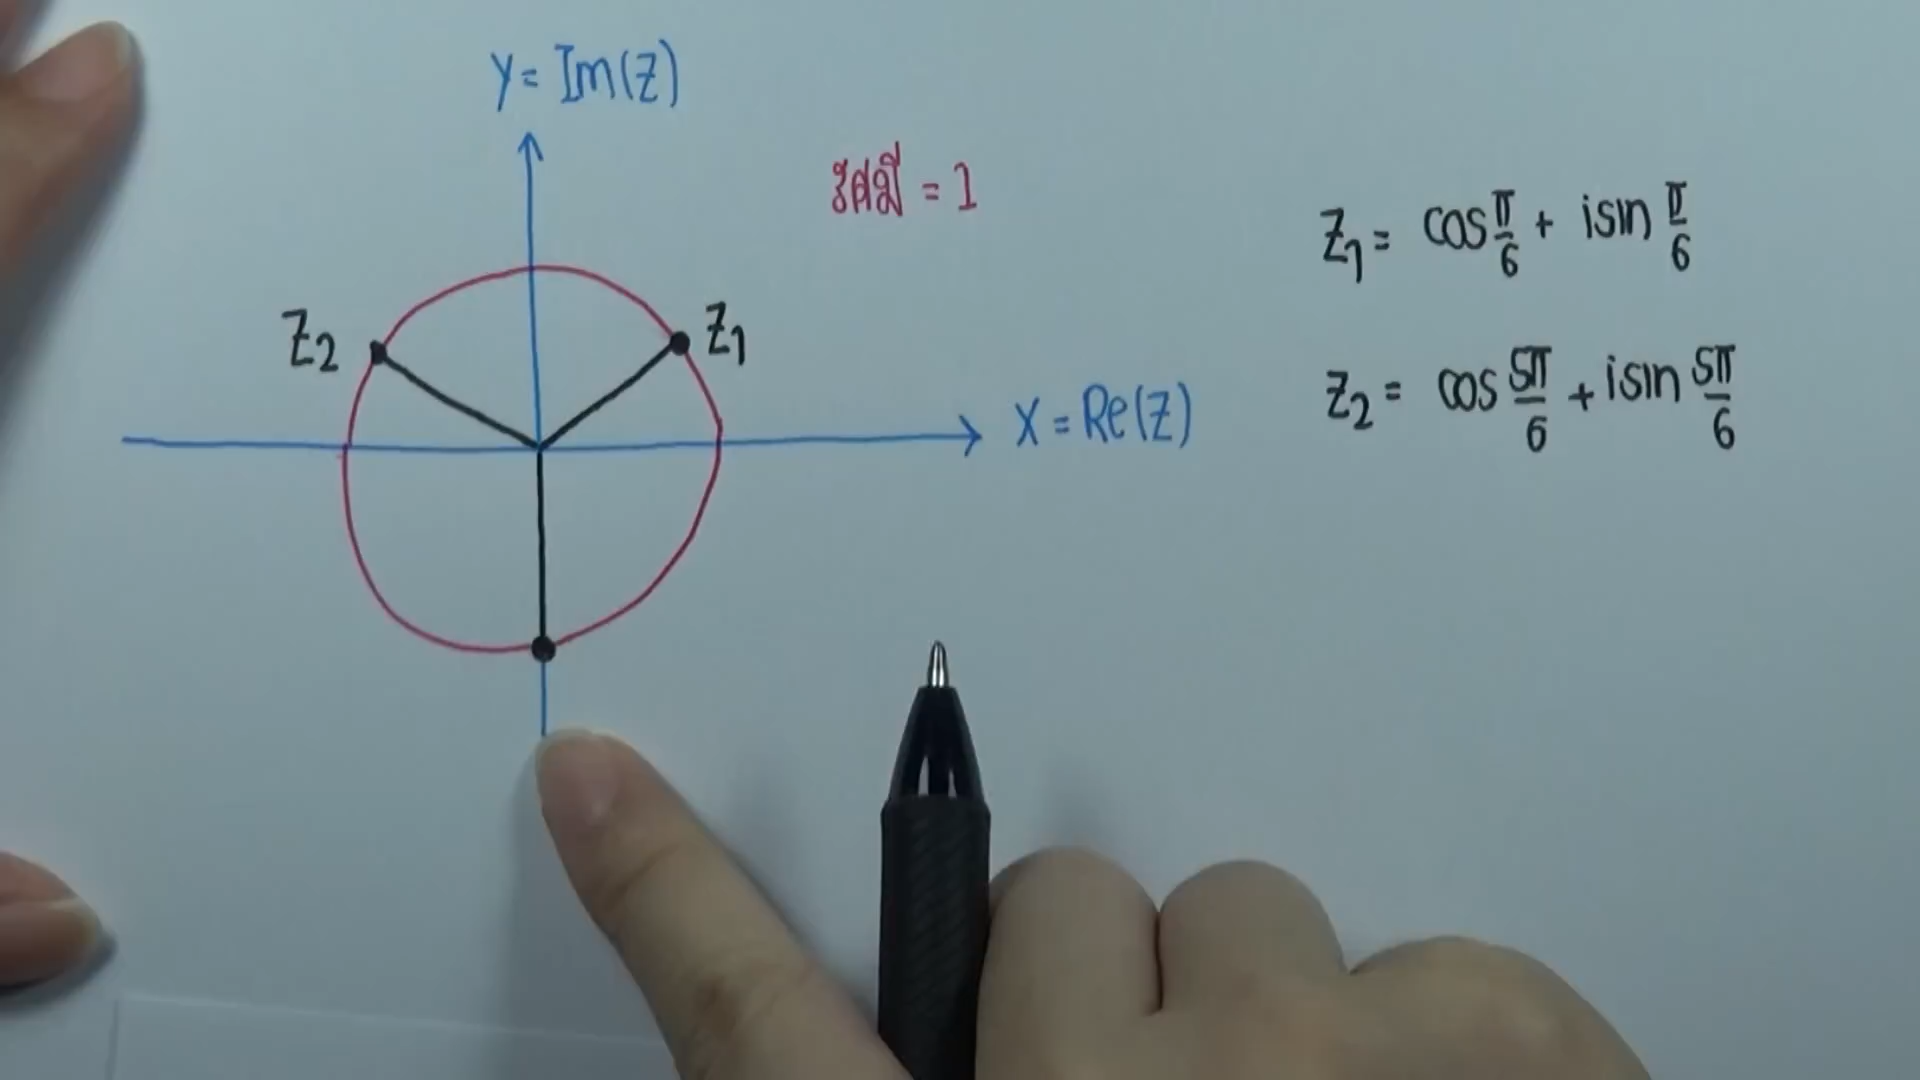 y = Im(Z)
รัศมี = 1
Z₁ = cos π/6 + isin π/6
Z₂
Z₁
Z₂ = cos 5π/6 + isin 5π/6
X = Re(Z)